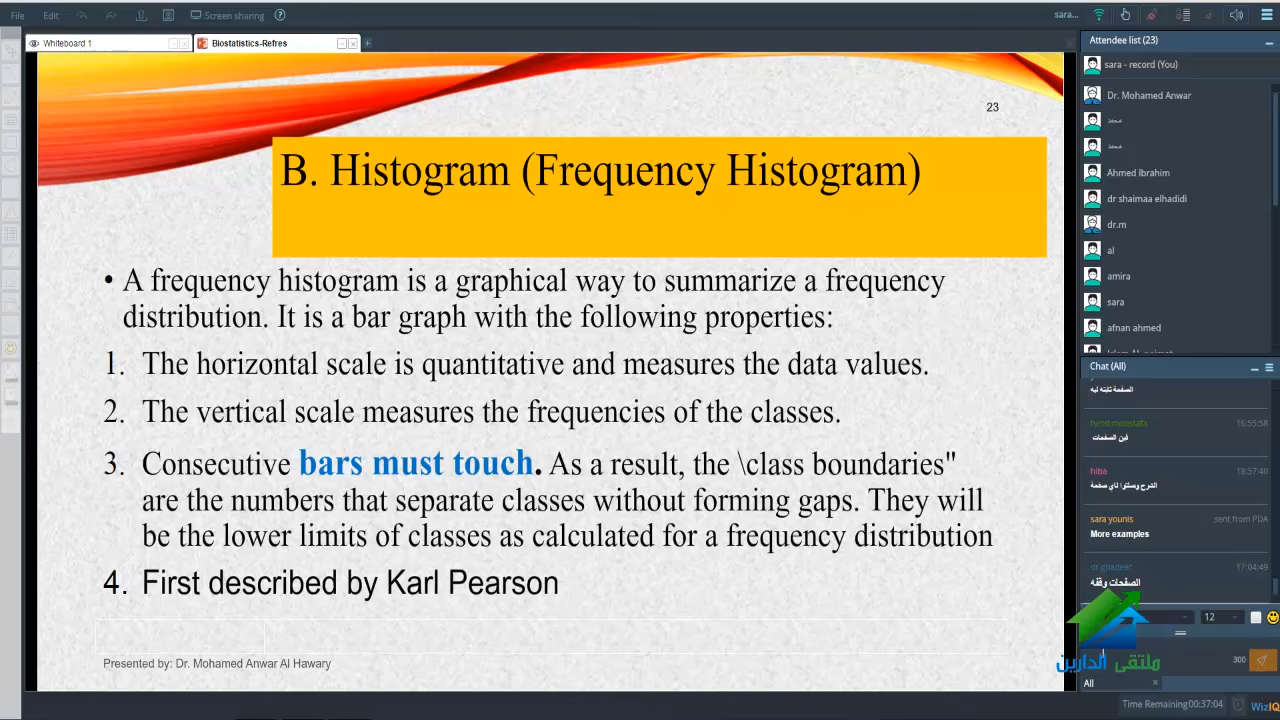 File Edit Screen sharing sara...
Whiteboard 1
Biostatistics-Refres
23
B. Histogram (Frequency Histogram)
• A frequency histogram is a graphical way to summarize a frequency
distribution. It is a bar graph with the following properties:
1. The horizontal scale is quantitative and measures the data values.
2. The vertical scale measures the frequencies of the classes.
3. Consecutive bars must touch. As a result, the \class boundaries"
are the numbers that separate classes without forming gaps. They will
be the lower limits of classes as calculated for a frequency distribution
4. First described by Karl Pearson
Presented by: Dr. Mohamed Anwar Al Hawary
Attendee list (23)
sara - record (You)
Dr. Mohamed Anwar
محمد
محمد
Ahmed Ibrahim
dr shaimaa elhadidi
dr.m
al
amira
sara
afnan ahmed
Chat (All)
الصفحة ثابته ليه
hend moustafa 16:55:58
فين الصفحات
hiba 18:57:40
الشرح وصلتوا لاي صفحة
sara younis sent from PDA
More examples
dr.ghadeer 17:04:49
الصفحات وقفه
12
ملتقى الدارين
300
All
Time Remaining 00:37:04
WizIQ